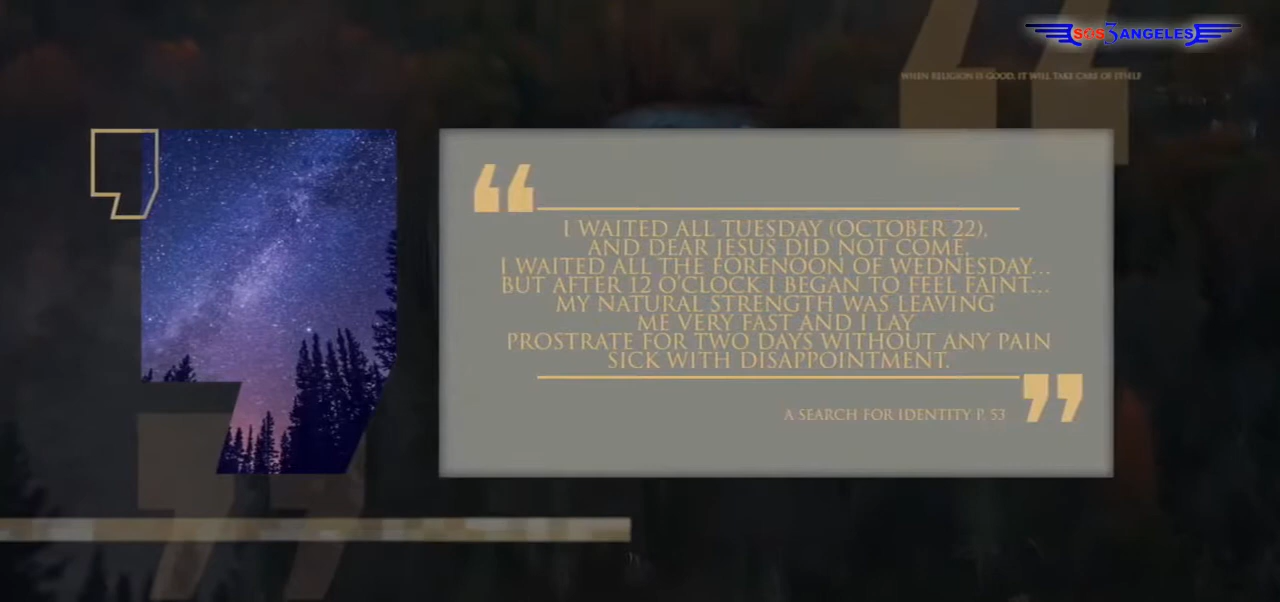 SOS3ANGELES
WHEN RELIGION IS GOOD, IT WILL TAKE CARE OF ITSELF
I WAITED ALL TUESDAY (OCTOBER 22),
AND DEAR JESUS DID NOT COME.
I WAITED ALL THE FORENOON OF WEDNESDAY...
BUT AFTER 12 O'CLOCK I BEGAN TO FEEL FAINT...
MY NATURAL STRENGTH WAS LEAVING
ME VERY FAST AND I LAY
PROSTRATE FOR TWO DAYS WITHOUT ANY PAIN
SICK WITH DISAPPOINTMENT.
A SEARCH FOR IDENTITY P. 53